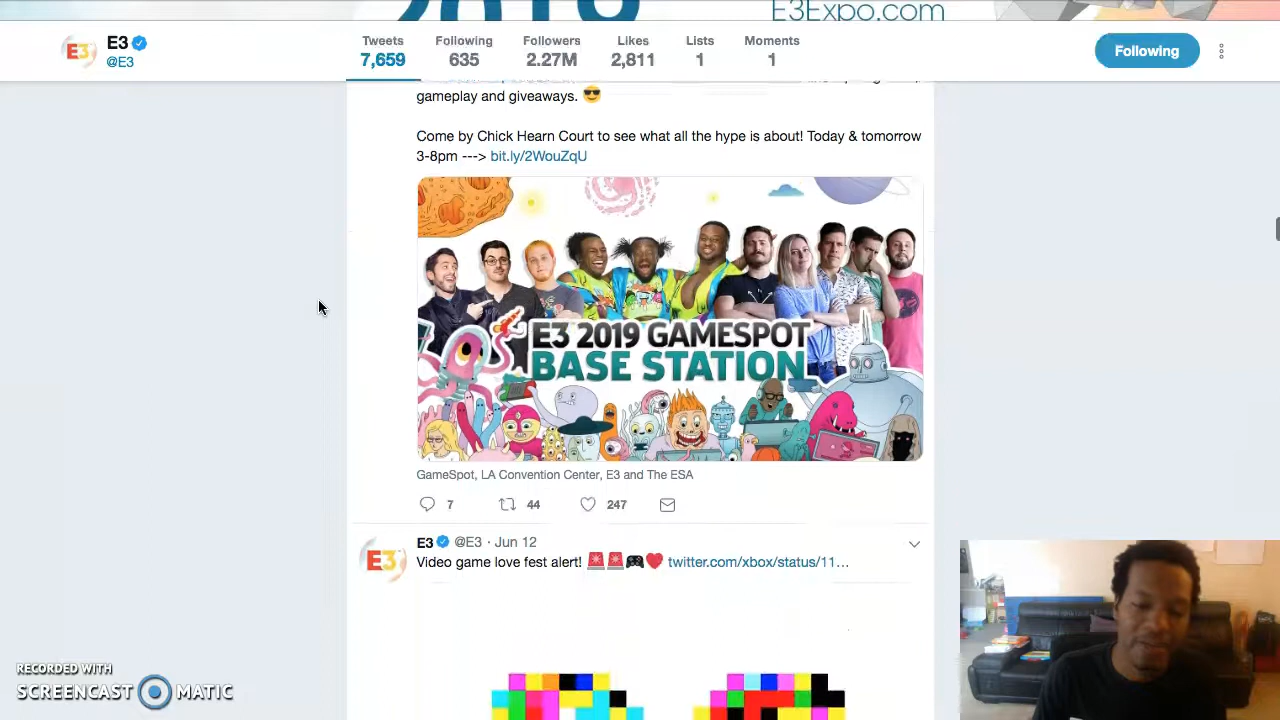 2019
E3Expo.com
E3
@E3
Tweets
7,659
Following
635
Followers
2.27M
Likes
2,811
Lists
1
Moments
1
Following
gameplay and giveaways. 😎
Come by Chick Hearn Court to see what all the hype is about! Today & tomorrow
3-8pm ---> bit.ly/2WouZqU
E3 2019 GAMESPOT
BASE STATION
GameSpot, LA Convention Center, E3 and The ESA
7
44
247
E3
E3 @E3 · Jun 12
Video game love fest alert! 🚨🚨🎮❤️ twitter.com/xbox/status/11…
RECORDED WITH
SCREENCAST MATIC